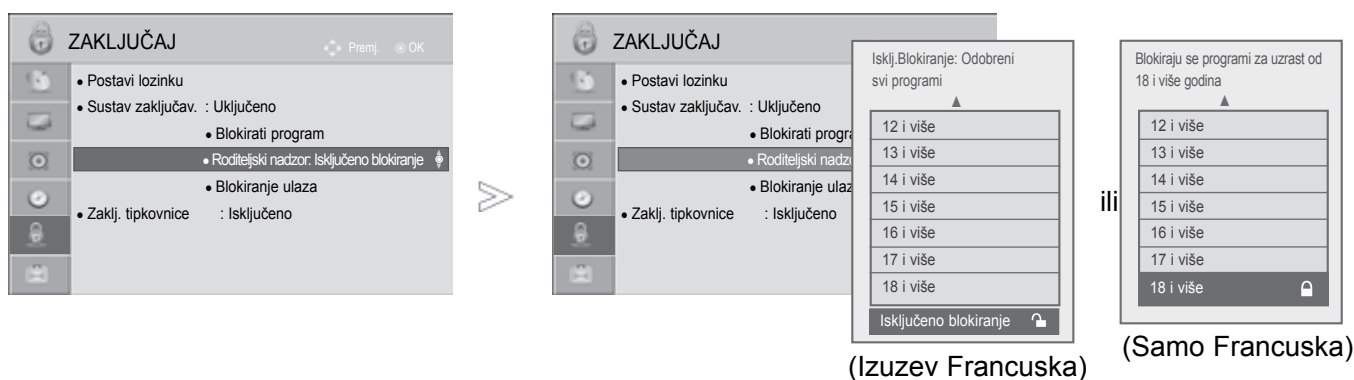 ZAKLJUČAJ
Premj. OK
• Postavi lozinku
• Sustav zaključav. : Uključeno
• Blokirati program
• Roditeljski nadzor: Isključeno blokiranje
• Blokiranje ulaza
• Zaklj. tipkovnice : Isključeno
ZAKLJUČAJ
• Postavi lozinku
• Sustav zaključav. : Uključeno
• Blokirati progra
• Roditeljski nadzo
• Blokiranje ulaz
• Zaklj. tipkovnice : Isključeno
Isklj.Blokiranje: Odobreni
svi programi
12 i više
13 i više
14 i više
15 i više
16 i više
17 i više
18 i više
Isključeno blokiranje
(Izuzev Francuska)
ili
Blokiraju se programi za uzrast od
18 i više godina
12 i više
13 i više
14 i više
15 i više
16 i više
17 i više
18 i više
(Samo Francuska)